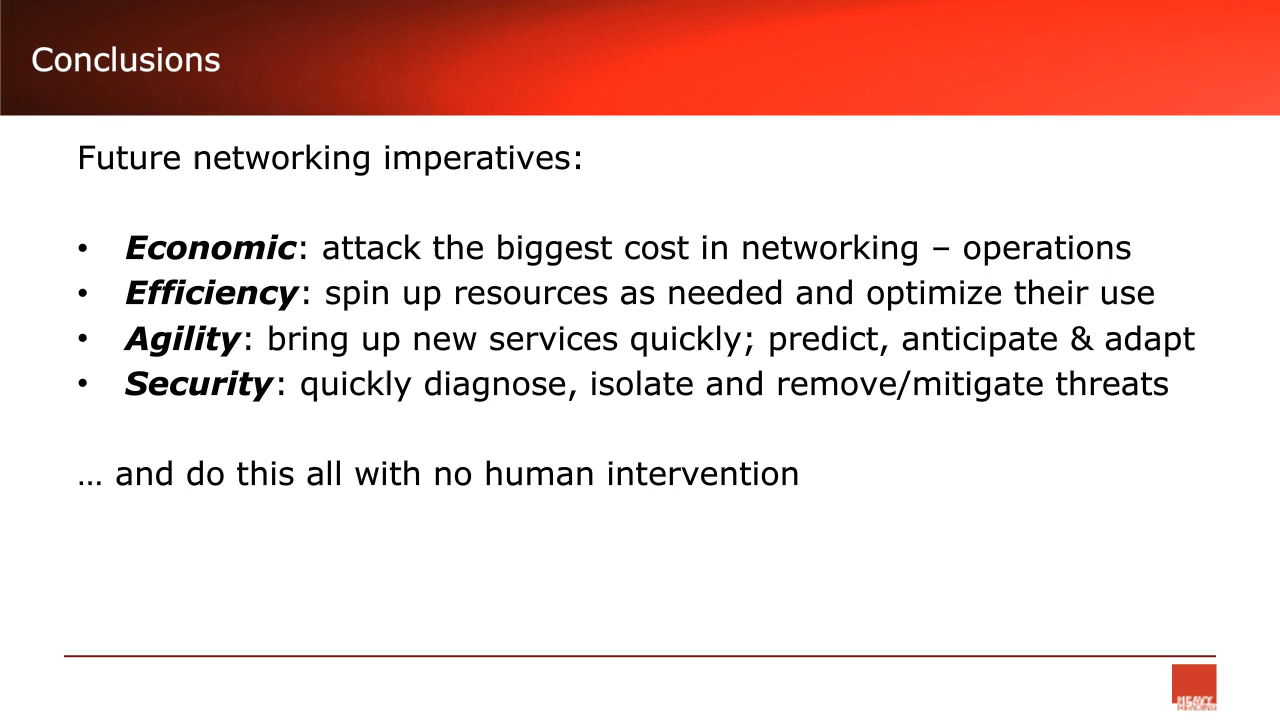 Conclusions
Future networking imperatives:
• Economic: attack the biggest cost in networking – operations
• Efficiency: spin up resources as needed and optimize their use
• Agility: bring up new services quickly; predict, anticipate & adapt
• Security: quickly diagnose, isolate and remove/mitigate threats
… and do this all with no human intervention
HEAVY
READING